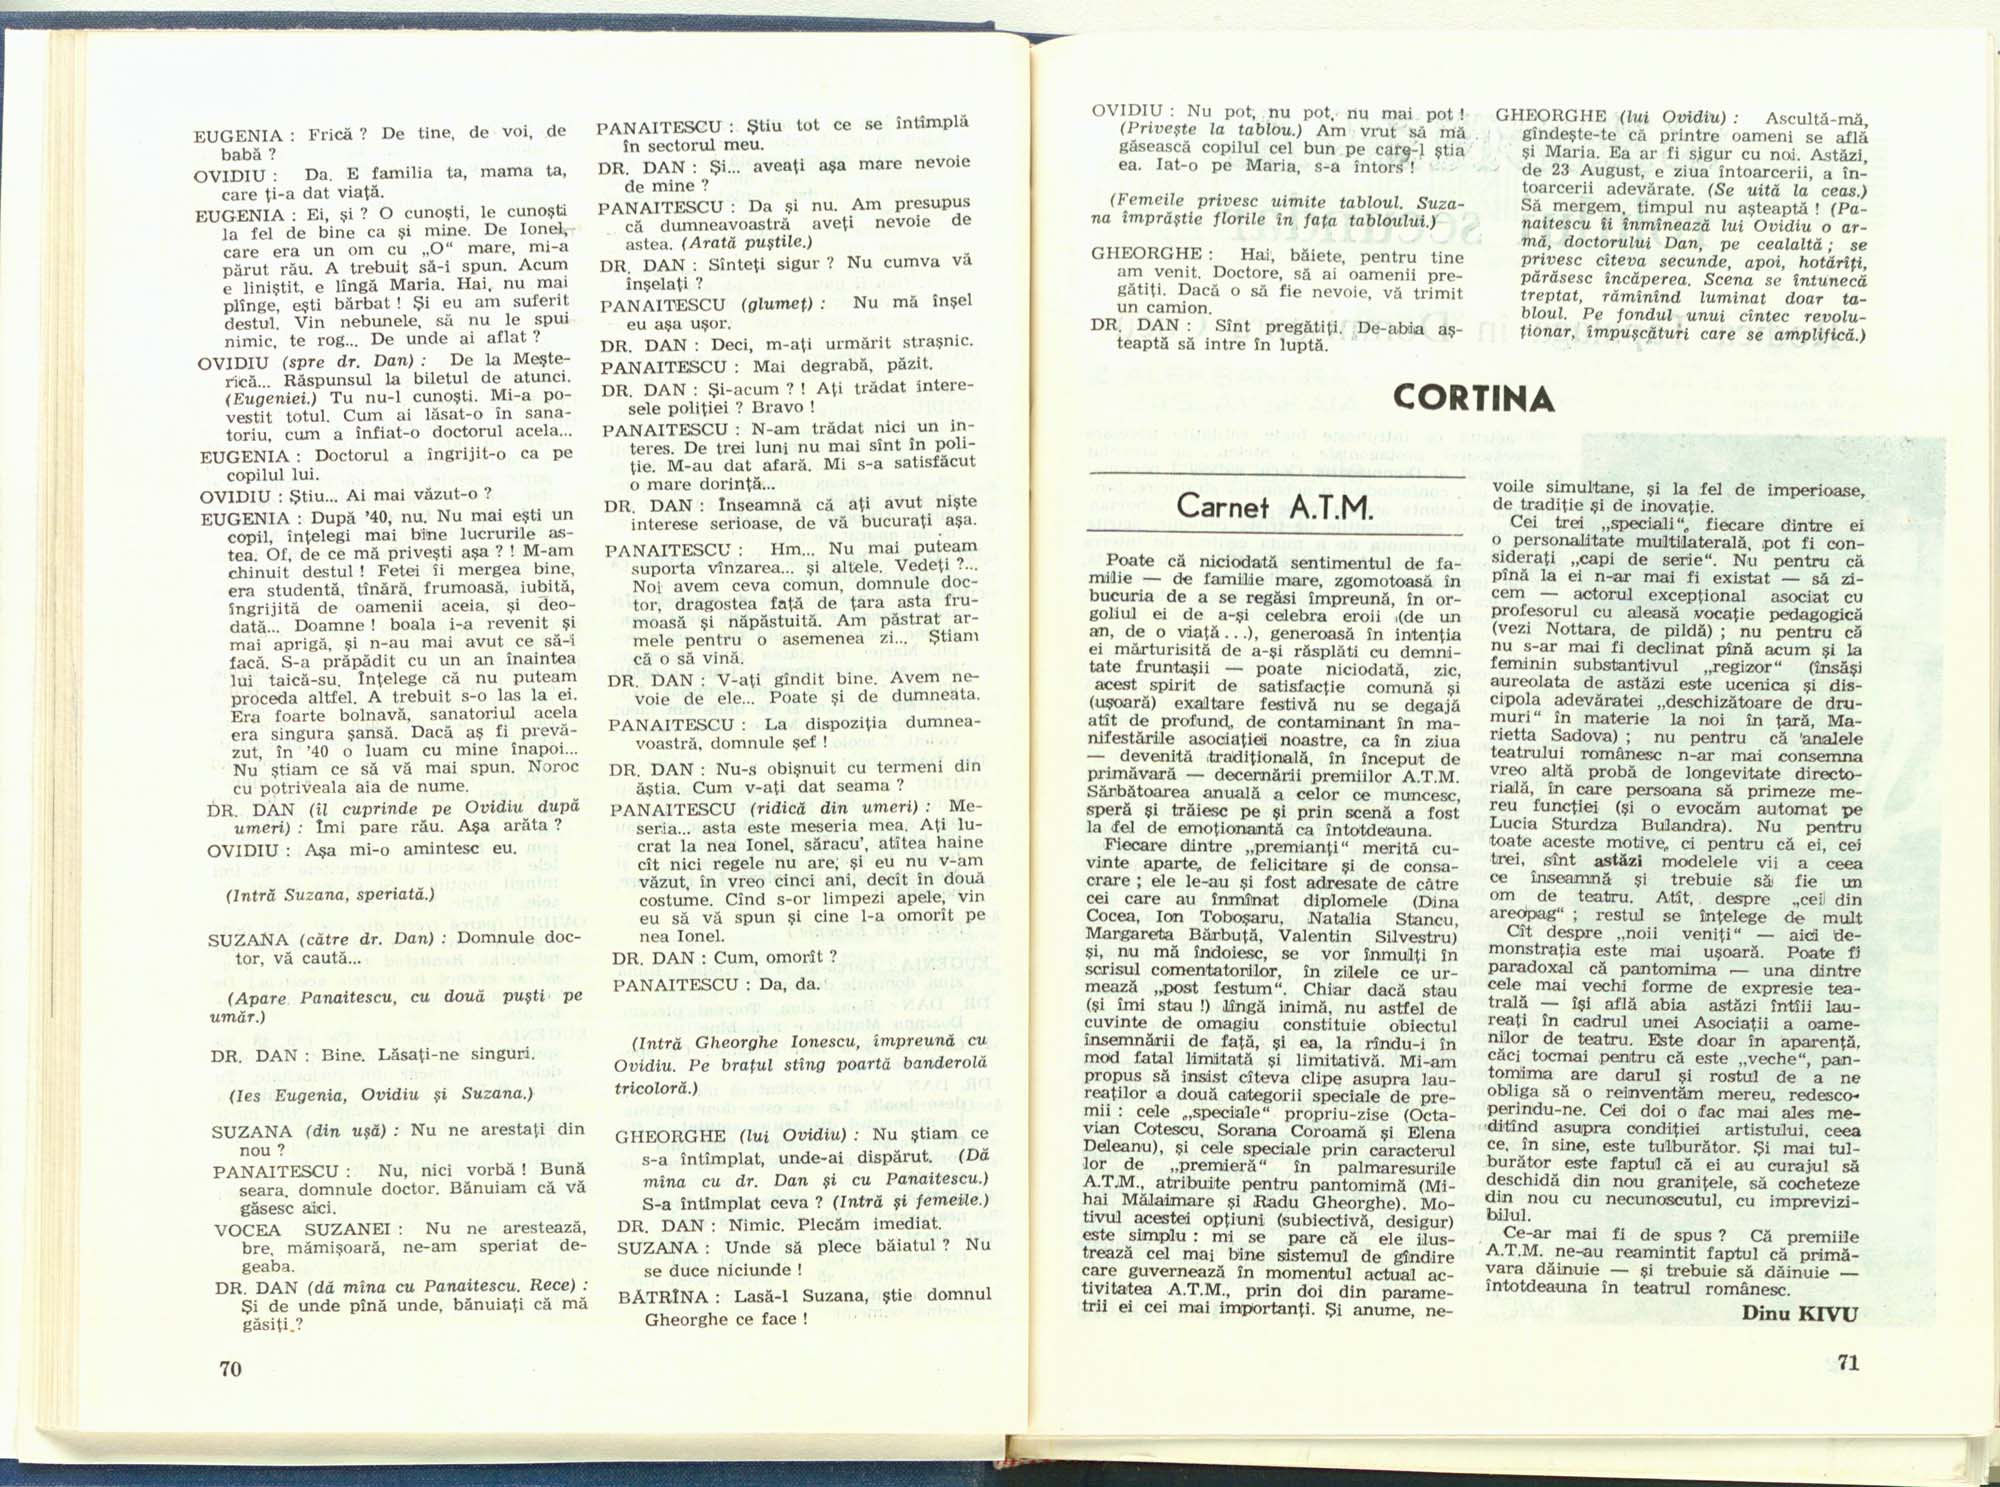 EUGENIA : Frică ? De tine, de voi, de
babă ?
OVIDIU : Da. E familia ta, mama ta,
care ți-a dat viață.
EUGENIA : Ei, și ? O cunoști, le cunoști
la fel de bine ca și mine. De Ionel,
care era un om cu „O“ mare, mi-a
părut rău. A trebuit să-i spun. Acum
e liniștit, e lîngă Maria. Hai, nu mai
plînge, ești bărbat ! Și eu am suferit
destul. Vin nebunele, să nu le spui
nimic, te rog... De unde ai aflat ?
OVIDIU (spre dr. Dan) : De la Mește-
rică... Răspunsul la biletul de atunci.
(Eugeniei.) Tu nu-l cunoști. Mi-a po-
vestit totul. Cum ai lăsat-o în sana-
toriu, cum a înfiat-o doctorul acela...
EUGENIA : Doctorul a îngrijit-o ca pe
copilul lui.
OVIDIU : Știu... Ai mai văzut-o ?
EUGENIA : După ’40, nu. Nu mai ești un
copil, înțelegi mai bine lucrurile as-
tea. Of, de ce mă privești așa ? ! M-am
chinuit destul ! Fetei îi mergea bine,
era studentă, tînără, frumoasă, iubită,
îngrijită de oamenii aceia, și deo-
dată... Doamne ! boala i-a revenit și
mai aprigă, și n-au mai avut ce să-i
facă. S-a prăpădit cu un an înaintea
lui taică-su. Înțelege că nu puteam
proceda altfel. A trebuit s-o las la ei.
Era foarte bolnavă, sanatoriul acela
era singura șansă. Dacă aș fi prevă-
zut, în ’40 o luam cu mine înapoi...
Nu știam ce să vă mai spun. Noroc
cu potriveala aia de nume.
DR. DAN (îl cuprinde pe Ovidiu după
umeri) : Îmi pare rău. Așa arăta ?
OVIDIU : Așa mi-o amintesc eu.
(Intră Suzana, speriată.)
SUZANA (către dr. Dan) : Domnule doc-
tor, vă caută...
(Apare Panaitescu, cu două puști pe
umăr.)
DR. DAN : Bine. Lăsați-ne singuri.
(Ies Eugenia, Ovidiu și Suzana.)
SUZANA (din ușă) : Nu ne arestați din
nou ?
PANAITESCU : Nu, nici vorbă ! Bună
seara, domnule doctor. Bănuiam că vă
găsesc aici.
VOCEA SUZANEI : Nu ne arestează,
bre, mămișoară, ne-am speriat de-
geaba.
DR. DAN (dă mîna cu Panaitescu. Rece) :
Și de unde pînă unde, bănuiați că mă
găsiți ?
70
PANAITESCU : Știu tot ce se întîmplă
în sectorul meu.
DR. DAN : Și... aveați așa mare nevoie
de mine ?
PANAITESCU : Da și nu. Am presupus
că dumneavoastră aveți nevoie de
astea. (Arată puștile.)
DR. DAN : Sînteți sigur ? Nu cumva vă
înșelați ?
PANAITESCU (glumeț) : Nu mă înșel
eu așa ușor.
DR. DAN : Deci, m-ați urmărit strașnic.
PANAITESCU : Mai degrabă, păzit.
DR. DAN : Și-acum ? ! Ați trădat intere-
sele poliției ? Bravo !
PANAITESCU : N-am trădat nici un in-
teres. De trei luni nu mai sînt în poli-
ție. M-au dat afară. Mi s-a satisfăcut
o mare dorință...
DR. DAN : Înseamnă că ați avut niște
interese serioase, de vă bucurați așa.
PANAITESCU : Hm... Nu mai puteam
suporta vînzarea... și altele. Vedeți ?...
Noi avem ceva comun, domnule doc-
tor, dragostea față de țara asta fru-
moasă și năpăstuită. Am păstrat ar-
mele pentru o asemenea zi... Știam
că o să vină.
DR. DAN : V-ați gîndit bine. Avem ne-
voie de ele... Poate și de dumneata.
PANAITESCU : La dispoziția dumnea-
voastră, domnule șef !
DR. DAN : Nu-s obișnuit cu termeni din
ăștia. Cum v-ați dat seama ?
PANAITESCU (ridică din umeri) : Me-
seria... asta este meseria mea. Ați lu-
crat la nea Ionel, săracu’, atîtea haine
cît nici regele nu are, și eu nu v-am
văzut, în vreo cinci ani, decît în două
costume. Cînd s-or limpezi apele, vin
eu să vă spun și cine l-a omorît pe
nea Ionel.
DR. DAN : Cum, omorît ?
PANAITESCU : Da, da.
(Intră Gheorghe Ionescu, împreună cu
Ovidiu. Pe brațul stîng poartă banderolă
tricoloră.)
GHEORGHE (lui Ovidiu) : Nu știam ce
s-a întîmplat, unde-ai dispărut. (Dă
mîna cu dr. Dan și cu Panaitescu.)
S-a întîmplat ceva ? (Intră și femeile.)
DR. DAN : Nimic. Plecăm imediat.
SUZANA : Unde să plece băiatul ? Nu
se duce niciunde !
BĂTRÎNA : Lasă-l Suzana, știe domnul
Gheorghe ce face !
OVIDIU : Nu pot, nu pot, nu mai pot !
(Privește la tablou.) Am vrut să mă
găsească copilul cel bun pe care-l știa
ea. Iat-o pe Maria, s-a întors !
(Femeile privesc uimite tabloul. Suza-
na împrăștie florile în fața tabloului.)
GHEORGHE : Hai, băiete, pentru tine
am venit. Doctore, să ai oamenii pre-
gătiți. Dacă o să fie nevoie, vă trimit
un camion.
DR. DAN : Sînt pregătiți. De-abia aș-
teaptă să intre în luptă.
GHEORGHE (lui Ovidiu) : Ascultă-mă,
gîndește-te că printre oameni se află
și Maria. Ea ar fi sigur cu noi. Astăzi,
de 23 August, e ziua întoarcerii, a în-
toarcerii adevărate. (Se uită la ceas.)
Să mergem, timpul nu așteaptă ! (Pa-
naitescu îi înmînează lui Ovidiu o ar-
mă, doctorului Dan, pe cealaltă ; se
privesc cîteva secunde, apoi, hotărîți,
părăsesc încăperea. Scena se întunecă
treptat, rămînînd luminat doar ta-
bloul. Pe fondul unui cîntec revolu-
ționar, împușcături care se amplifică.)
CORTINA
Carnet A.T.M.
Poate că niciodată sentimentul de fa-
milie — de familie mare, zgomotoasă în
bucuria de a se regăsi împreună, în or-
goliul ei de a-și celebra eroii (de un
an, de o viață . . .), generoasă în intenția
ei mărturisită de a-și răsplăti cu demni-
tate fruntașii — poate niciodată, zic,
acest spirit de satisfacție comună și
(ușoară) exaltare festivă nu se degajă
atît de profund, de contaminant în ma-
nifestările asociației noastre, ca în ziua
— devenită tradițională, în început de
primăvară — decernării premiilor A.T.M.
Sărbătoarea anuală a celor ce muncesc,
speră și trăiesc pe și prin scenă a fost
la fel de emoționantă ca întotdeauna.
Fiecare dintre „premianți“ merită cu-
vinte aparte, de felicitare și de consa-
crare ; ele le-au și fost adresate de către
cei care au înmînat diplomele (Dina
Cocea, Ion Toboșaru, Natalia Stancu,
Margareta Bărbuță, Valentin Silvestru)
și, nu mă îndoiesc, se vor înmulți în
scrisul comentatorilor, în zilele ce ur-
mează „post festum“. Chiar dacă stau
(și îmi stau !) lîngă inimă, nu astfel de
cuvinte de omagiu constituie obiectul
însemnării de față, și ea, la rîndu-i în
mod fatal limitată și limitativă. Mi-am
propus să insist cîteva clipe asupra lau-
reaților a două categorii speciale de pre-
mii : cele „speciale“ propriu-zise (Octa-
vian Cotescu, Sorana Coroamă și Elena
Deleanu), și cele speciale prin caracterul
lor de „premieră“ în palmaresurile
A.T.M., atribuite pentru pantomimă (Mi-
hai Mălaimare și Radu Gheorghe). Mo-
tivul acestei opțiuni (subiectivă, desigur)
este simplu : mi se pare că ele ilus-
trează cel mai bine sistemul de gîndire
care guvernează în momentul actual ac-
tivitatea A.T.M., prin doi din parame-
trii ei cei mai importanți. Și anume, ne-
voile simultane, și la fel de imperioase,
de tradiție și de inovație.
Cei trei „speciali“, fiecare dintre ei
o personalitate multilaterală, pot fi con-
siderați „capi de serie“. Nu pentru că
pînă la ei n-ar mai fi existat — să zi-
cem — actorul excepțional asociat cu
profesorul cu aleasă vocație pedagogică
(vezi Nottara, de pildă) ; nu pentru că
nu s-ar mai fi declinat pînă acum și la
feminin substantivul „regizor“ (însăși
aureolata de astăzi este ucenica și dis-
cipola adevăratei „deschizătoare de dru-
muri“ în materie la noi în țară, Ma-
rietta Sadova) ; nu pentru că analele
teatrului românesc n-ar mai consemna
vreo altă probă de longevitate directo-
rială, în care persoana să primeze me-
reu funcției (și o evocăm automat pe
Lucia Sturdza Bulandra). Nu pentru
toate aceste motive, ci pentru că ei, cei
trei, sînt astăzi modelele vii a ceea
ce înseamnă și trebuie să fie un
om de teatru. Atît, despre „cei din
areopag“ ; restul se înțelege de mult
Cît despre „noii veniți“ — aici de-
monstrația este mai ușoară. Poate fi
paradoxal că pantomima — una dintre
cele mai vechi forme de expresie tea-
trală — își află abia astăzi întîii lau-
reați în cadrul unei Asociații a oame-
nilor de teatru. Este doar în aparență,
căci tocmai pentru că este „veche“, pan-
tomima are darul și rostul de a ne
obliga să o reinventăm mereu, redesco-
perindu-ne. Cei doi o fac mai ales me-
ditînd asupra condiției artistului, ceea
ce, în sine, este tulburător. Și mai tul-
burător este faptul că ei au curajul să
deschidă din nou granițele, să cocheteze
din nou cu necunoscutul, cu imprevizi-
bilul.
Ce-ar mai fi de spus ? Că premiile
A.T.M. ne-au reamintit faptul că primă-
vara dăinuie — și trebuie să dăinuie —
întotdeauna în teatrul românesc.
Dinu KIVU
71